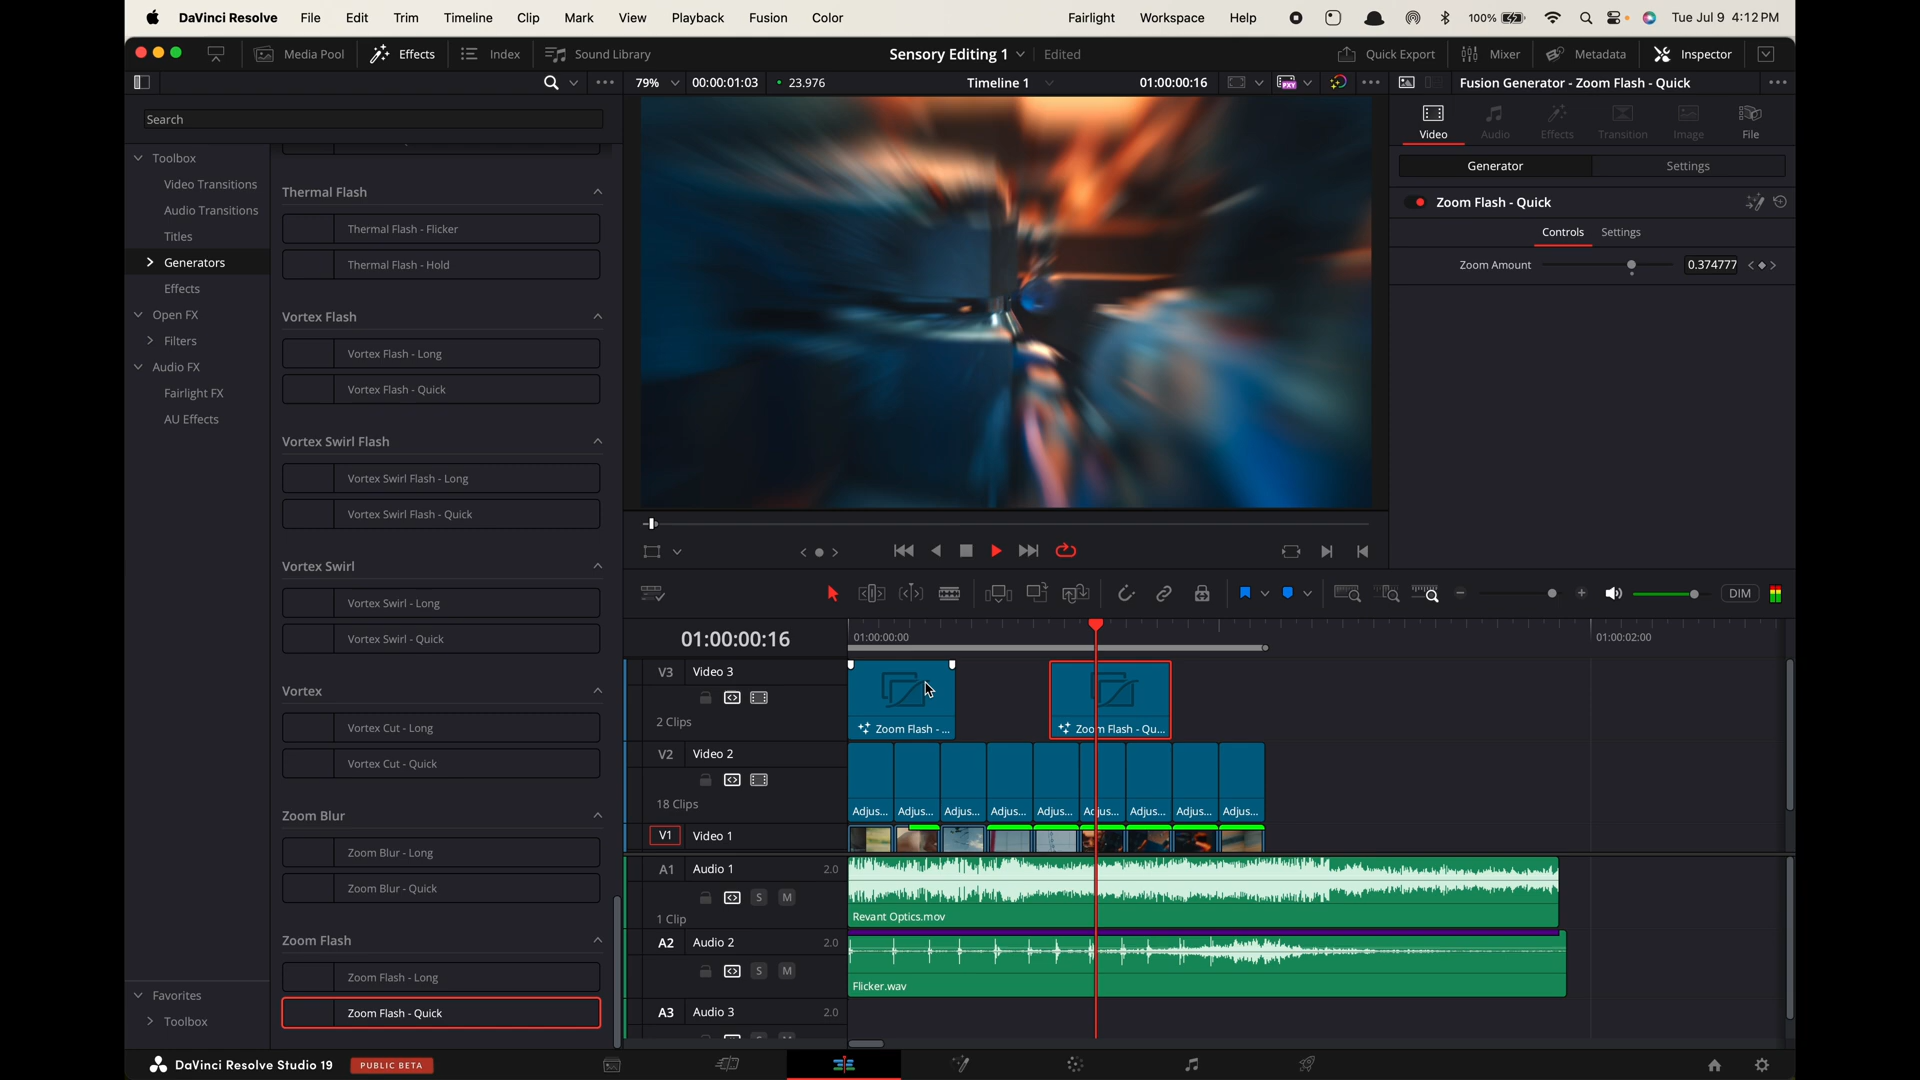 DaVinci Resolve File Edit Trim Timeline Clip Mark View Playback Fusion Color Fairlight Workspace Help 100% Tue Jul 9 4:12 PM
Media Pool Effects Index Sound Library Sensory Editing 1 Edited Quick Export Mixer Metadata Inspector
79% 00:00:01:03 23.976 Timeline 1 01:00:00:16 PXY Fusion Generator - Zoom Flash - Quick
Search
Video Audio Effects Transition Image File
Generator Settings
Zoom Flash - Quick
Controls Settings
Zoom Amount 0.374777
Toolbox
Video Transitions
Audio Transitions
Titles
Generators
Effects
Open FX
Filters
Audio FX
Fairlight FX
AU Effects
Favorites
Toolbox
Thermal Flash
Thermal Flash - Flicker
Thermal Flash - Hold
Vortex Flash
Vortex Flash - Long
Vortex Flash - Quick
Vortex Swirl Flash
Vortex Swirl Flash - Long
Vortex Swirl Flash - Quick
Vortex Swirl
Vortex Swirl - Long
Vortex Swirl - Quick
Vortex
Vortex Cut - Long
Vortex Cut - Quick
Zoom Blur
Zoom Blur - Long
Zoom Blur - Quick
Zoom Flash
Zoom Flash - Long
Zoom Flash - Quick
DIM
01:00:00:16 01:00:00:00 01:00:02:00
V3 Video 3
2 Clips
Zoom Flash - ... Zoom Flash - Qu...
V2 Video 2
18 Clips
Adjus... Adjus... Adjus... Adjus... Adjus... Adjus... Adjus... Adjus... Adjus...
V1 Video 1
A1 Audio 1 2.0
S M
1 Clip
Revant Optics.mov
A2 Audio 2 2.0
S M
Flicker.wav
A3 Audio 3 2.0
DaVinci Resolve Studio 19 PUBLIC BETA